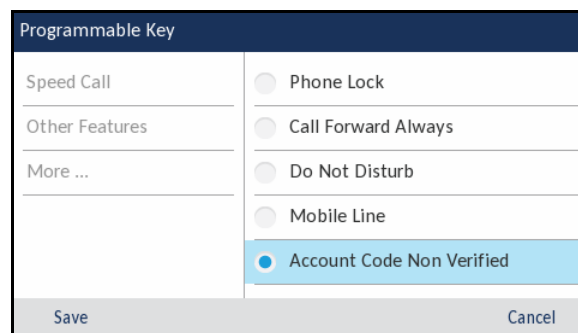 Programmable Key
Speed Call
Other Features
More ...
Phone Lock
Call Forward Always
Do Not Disturb
Mobile Line
Account Code Non Verified
Save
Cancel